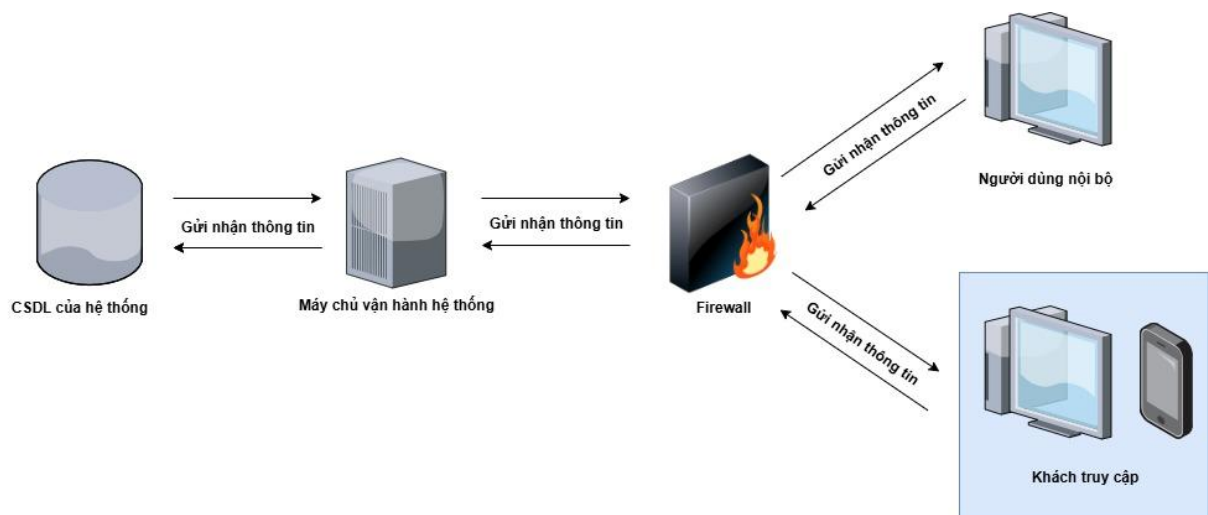 Gửi nhận thông tin
Người dùng nội bộ
Gửi nhận thông tin
Gửi nhận thông tin
CSDL của hệ thống
Máy chủ vận hành hệ thống
Firewall
Gửi nhận thông tin
Khách truy cập